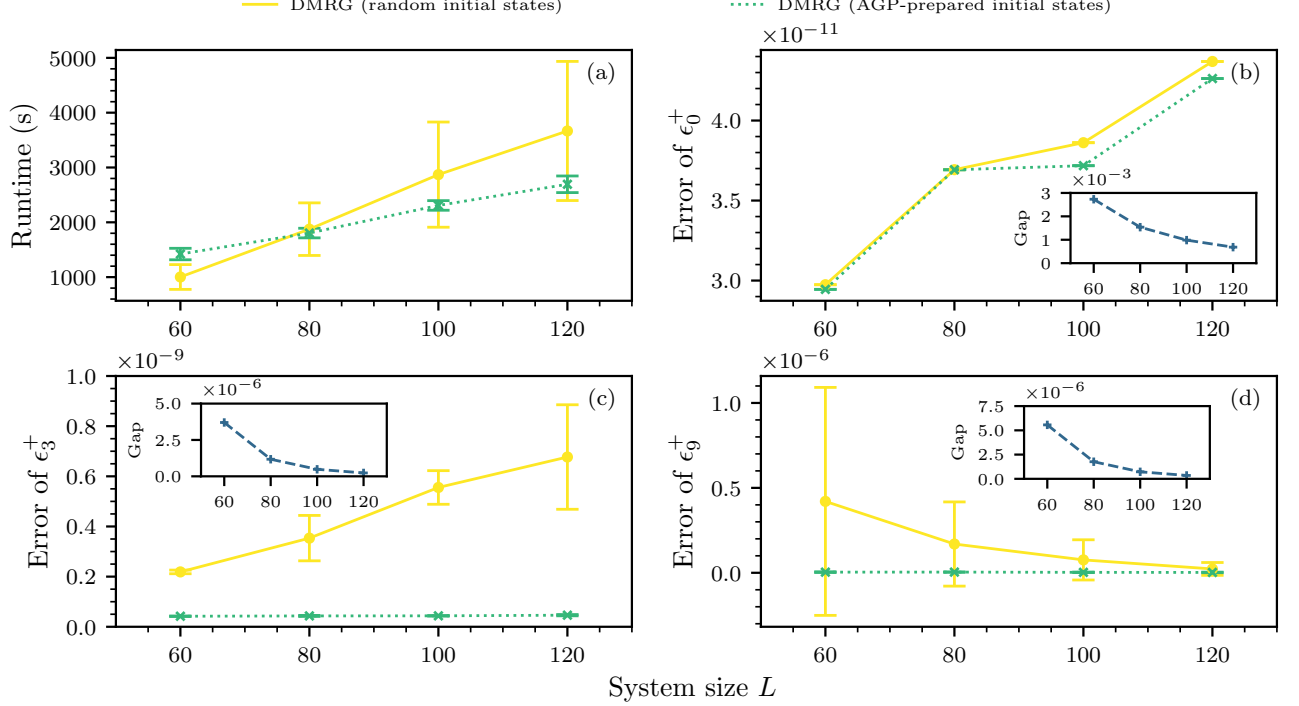 DMRG (random initial states)
DMRG (AGP-prepared initial states)
(a)
Runtime (s)
5000
4000
3000
2000
1000
60 80 100 120
×10⁻¹¹
(b)
Error of ϵ₀⁺
4.0
3.5
3.0
60 80 100 120
×10⁻³
Gap
3
2
1
0
60 80 100 120
×10⁻⁹
(c)
Error of ϵ₃⁺
1.0
0.8
0.6
0.4
0.2
0.0
60 80 100 120
×10⁻⁶
Gap
5.0
2.5
0.0
60 80 100 120
×10⁻⁶
(d)
Error of ϵ₉⁺
1.0
0.5
0.0
60 80 100 120
×10⁻⁶
Gap
7.5
5.0
2.5
0.0
60 80 100 120
System size L